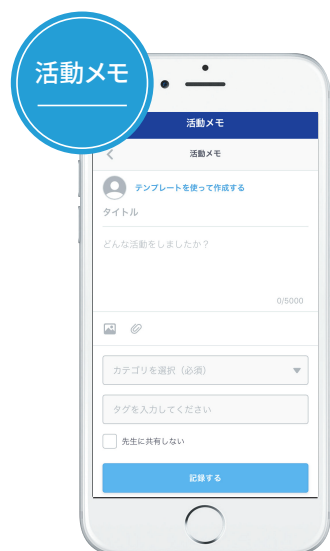 活動メモ
活動メモ
活動メモ
テンプレートを使って作成する
タイトル
どんな活動をしましたか？
0/5000
カテゴリを選択（必須）
タグを入力してください
先生に共有しない
記録する